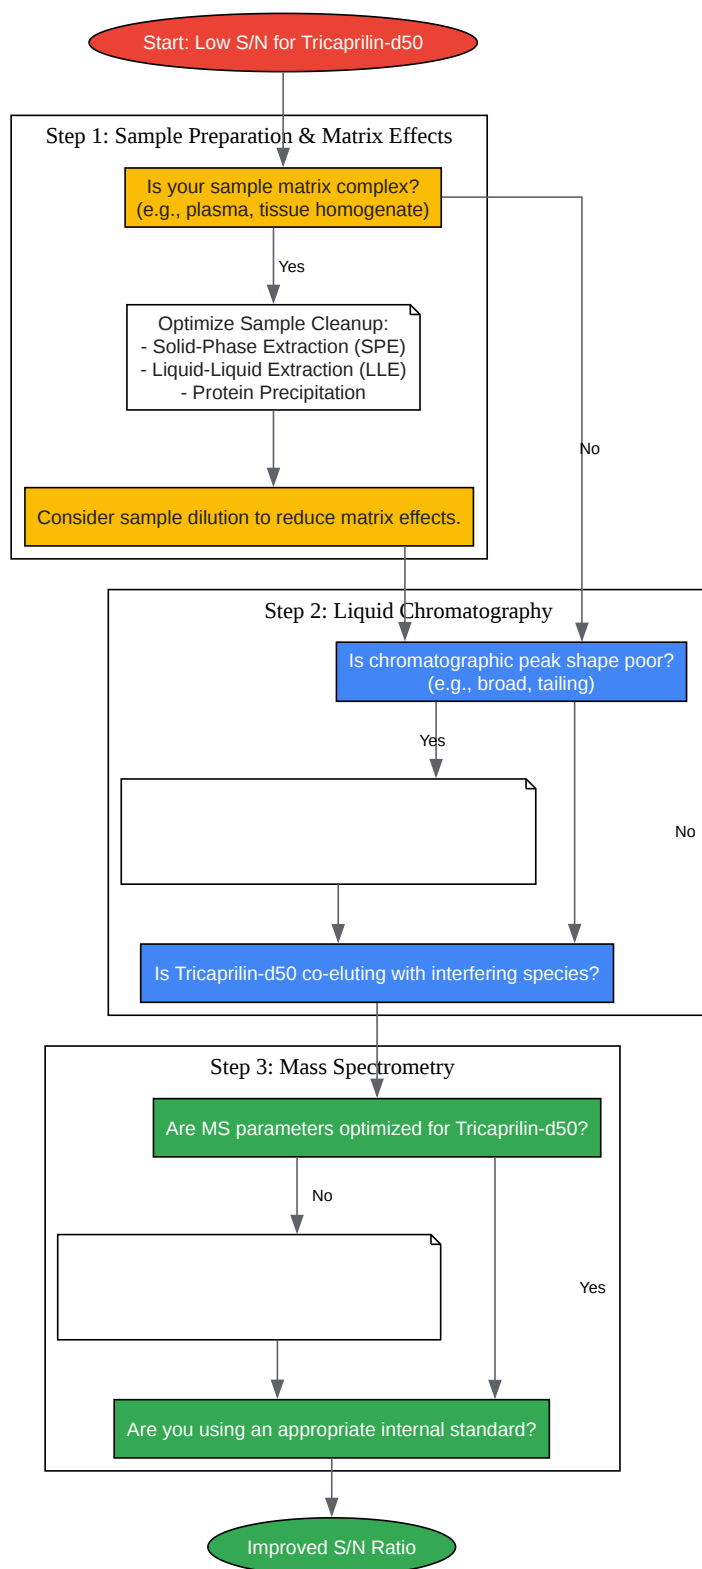 Start: Low S/N for Tricaprilin-d50
Step 1: Sample Preparation & Matrix Effects
Is your sample matrix complex?
(e.g., plasma, tissue homogenate)
Yes
Optimize Sample Cleanup:
- Solid-Phase Extraction (SPE)
- Liquid-Liquid Extraction (LLE)
- Protein Precipitation
No
Consider sample dilution to reduce matrix effects.
Step 2: Liquid Chromatography
Is chromatographic peak shape poor?
(e.g., broad, tailing)
Yes
No
Is Tricaprilin-d50 co-eluting with interfering species?
Step 3: Mass Spectrometry
Are MS parameters optimized for Tricaprilin-d50?
No
Yes
Are you using an appropriate internal standard?
Improved S/N Ratio